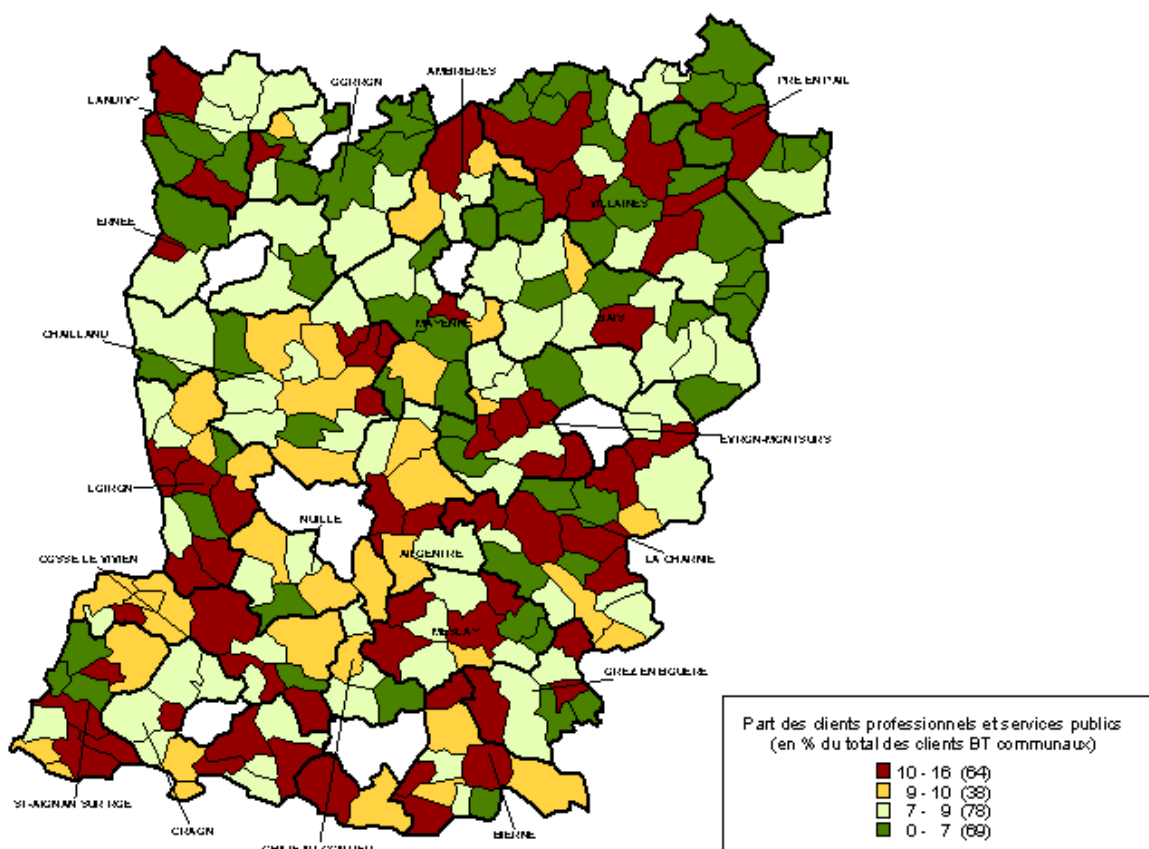 AMBRIERES
GORRON
PRE EN PAIL
LANDIVY
VILLAINES
ERNEE
MAYENNE
BAIS
CHAILLAND
EVRON-MONTSURS
LOIRON
NUILLE
ARGENTRE
LA CHARNIE
COSSE LE VIVIEN
MESLAY
GREZ EN BOUERE
Part des clients professionnels et services publics
(en % du total des clients BT communaux)
10 - 16 (64)
9 - 10 (38)
7 - 9 (78)
0 - 7 (69)
ST-AIGNAN SUR ROE
CRAON
BIERNE